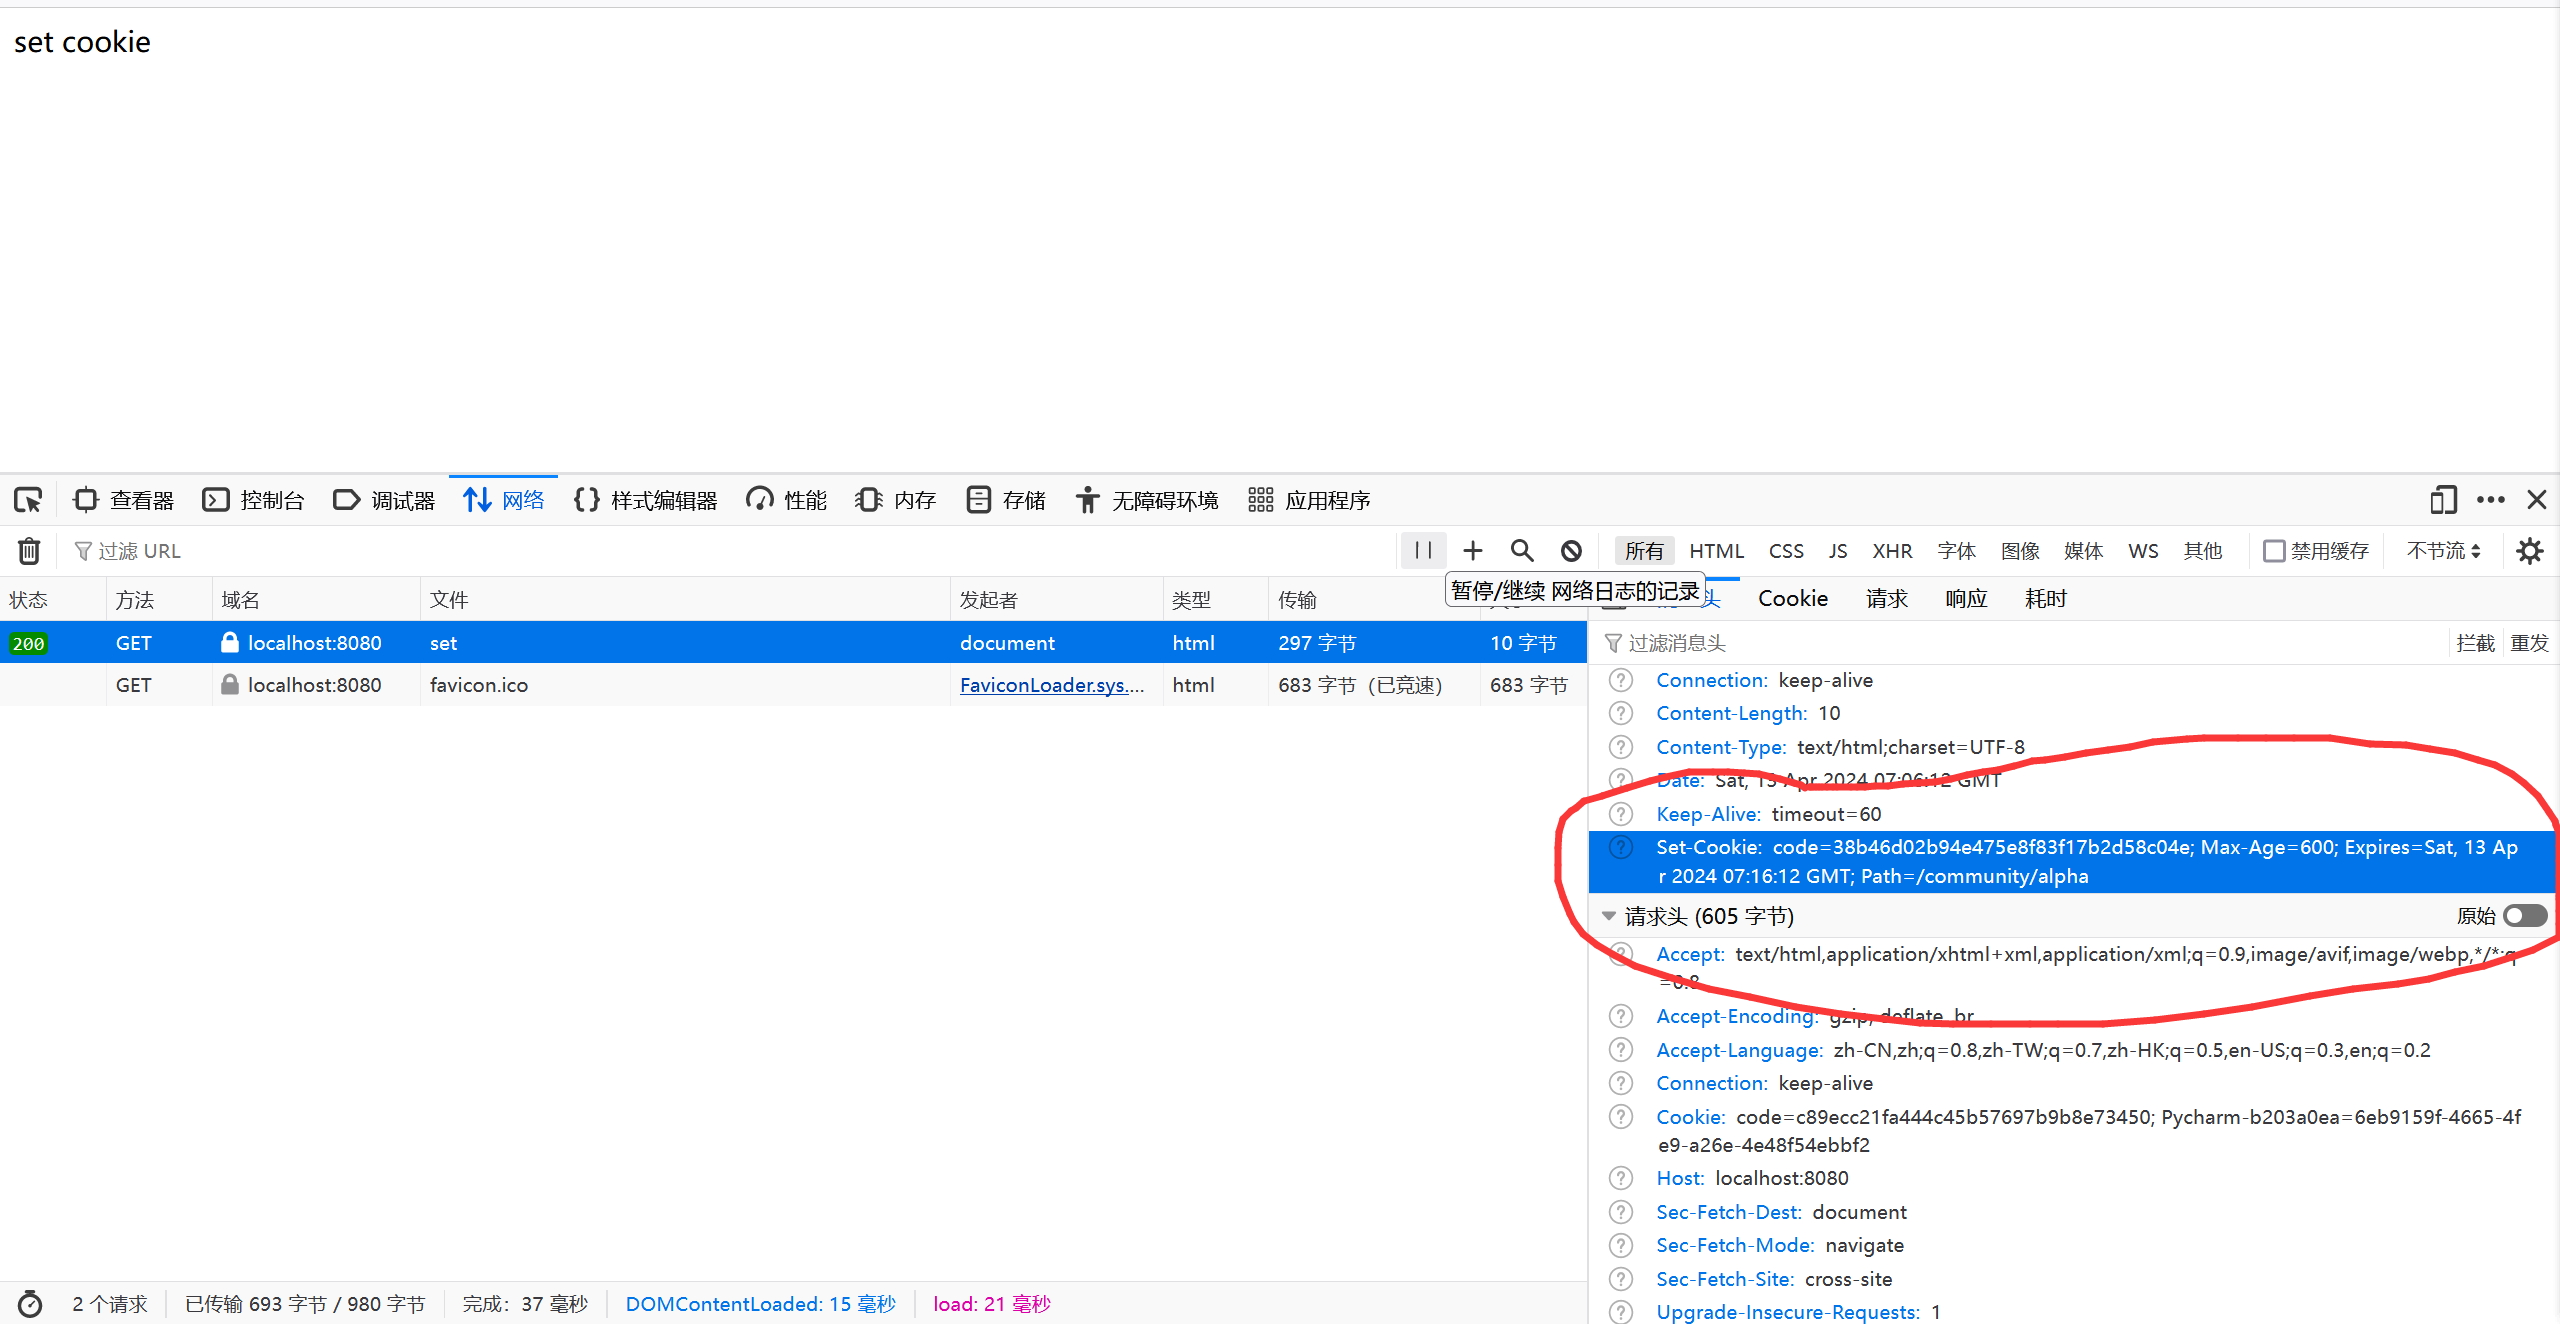 set cookie
查看器 控制台 调试器 网络 样式编辑器 性能 内存 存储 无障碍环境 应用程序
过滤 URL
所有 HTML CSS JS XHR 字体 图像 媒体 WS 其他 禁用缓存 不节流
暂停/继续 网络日志的记录
状态 方法 域名 文件 发起者 类型 传输
头 Cookie 请求 响应 耗时
200 GET localhost:8080 set document html 297 字节 10 字节
GET localhost:8080 favicon.ico FaviconLoader.sys.... html 683 字节（已竞速） 683 字节
过滤消息头 拦截 重发
Connection: keep-alive
Content-Length: 10
Content-Type: text/html;charset=UTF-8
Date: Sat, 13 Apr 2024 07:06:12 GMT
Keep-Alive: timeout=60
Set-Cookie: code=38b46d02b94e475e8f83f17b2d58c04e; Max-Age=600; Expires=Sat, 13 Ap
r 2024 07:16:12 GMT; Path=/community/alpha
请求头 (605 字节) 原始
Accept: text/html,application/xhtml+xml,application/xml;q=0.9,image/avif,image/webp,*/*;q
=0.8
Accept-Encoding: gzip, deflate, br
Accept-Language: zh-CN,zh;q=0.8,zh-TW;q=0.7,zh-HK;q=0.5,en-US;q=0.3,en;q=0.2
Connection: keep-alive
Cookie: code=c89ecc21fa444c45b57697b9b8e73450; Pycharm-b203a0ea=6eb9159f-4665-4f
e9-a26e-4e48f54ebbf2
Host: localhost:8080
Sec-Fetch-Dest: document
Sec-Fetch-Mode: navigate
Sec-Fetch-Site: cross-site
Upgrade-Insecure-Requests: 1
2 个请求 已传输 693 字节 / 980 字节 完成：37 毫秒 DOMContentLoaded: 15 毫秒 load: 21 毫秒